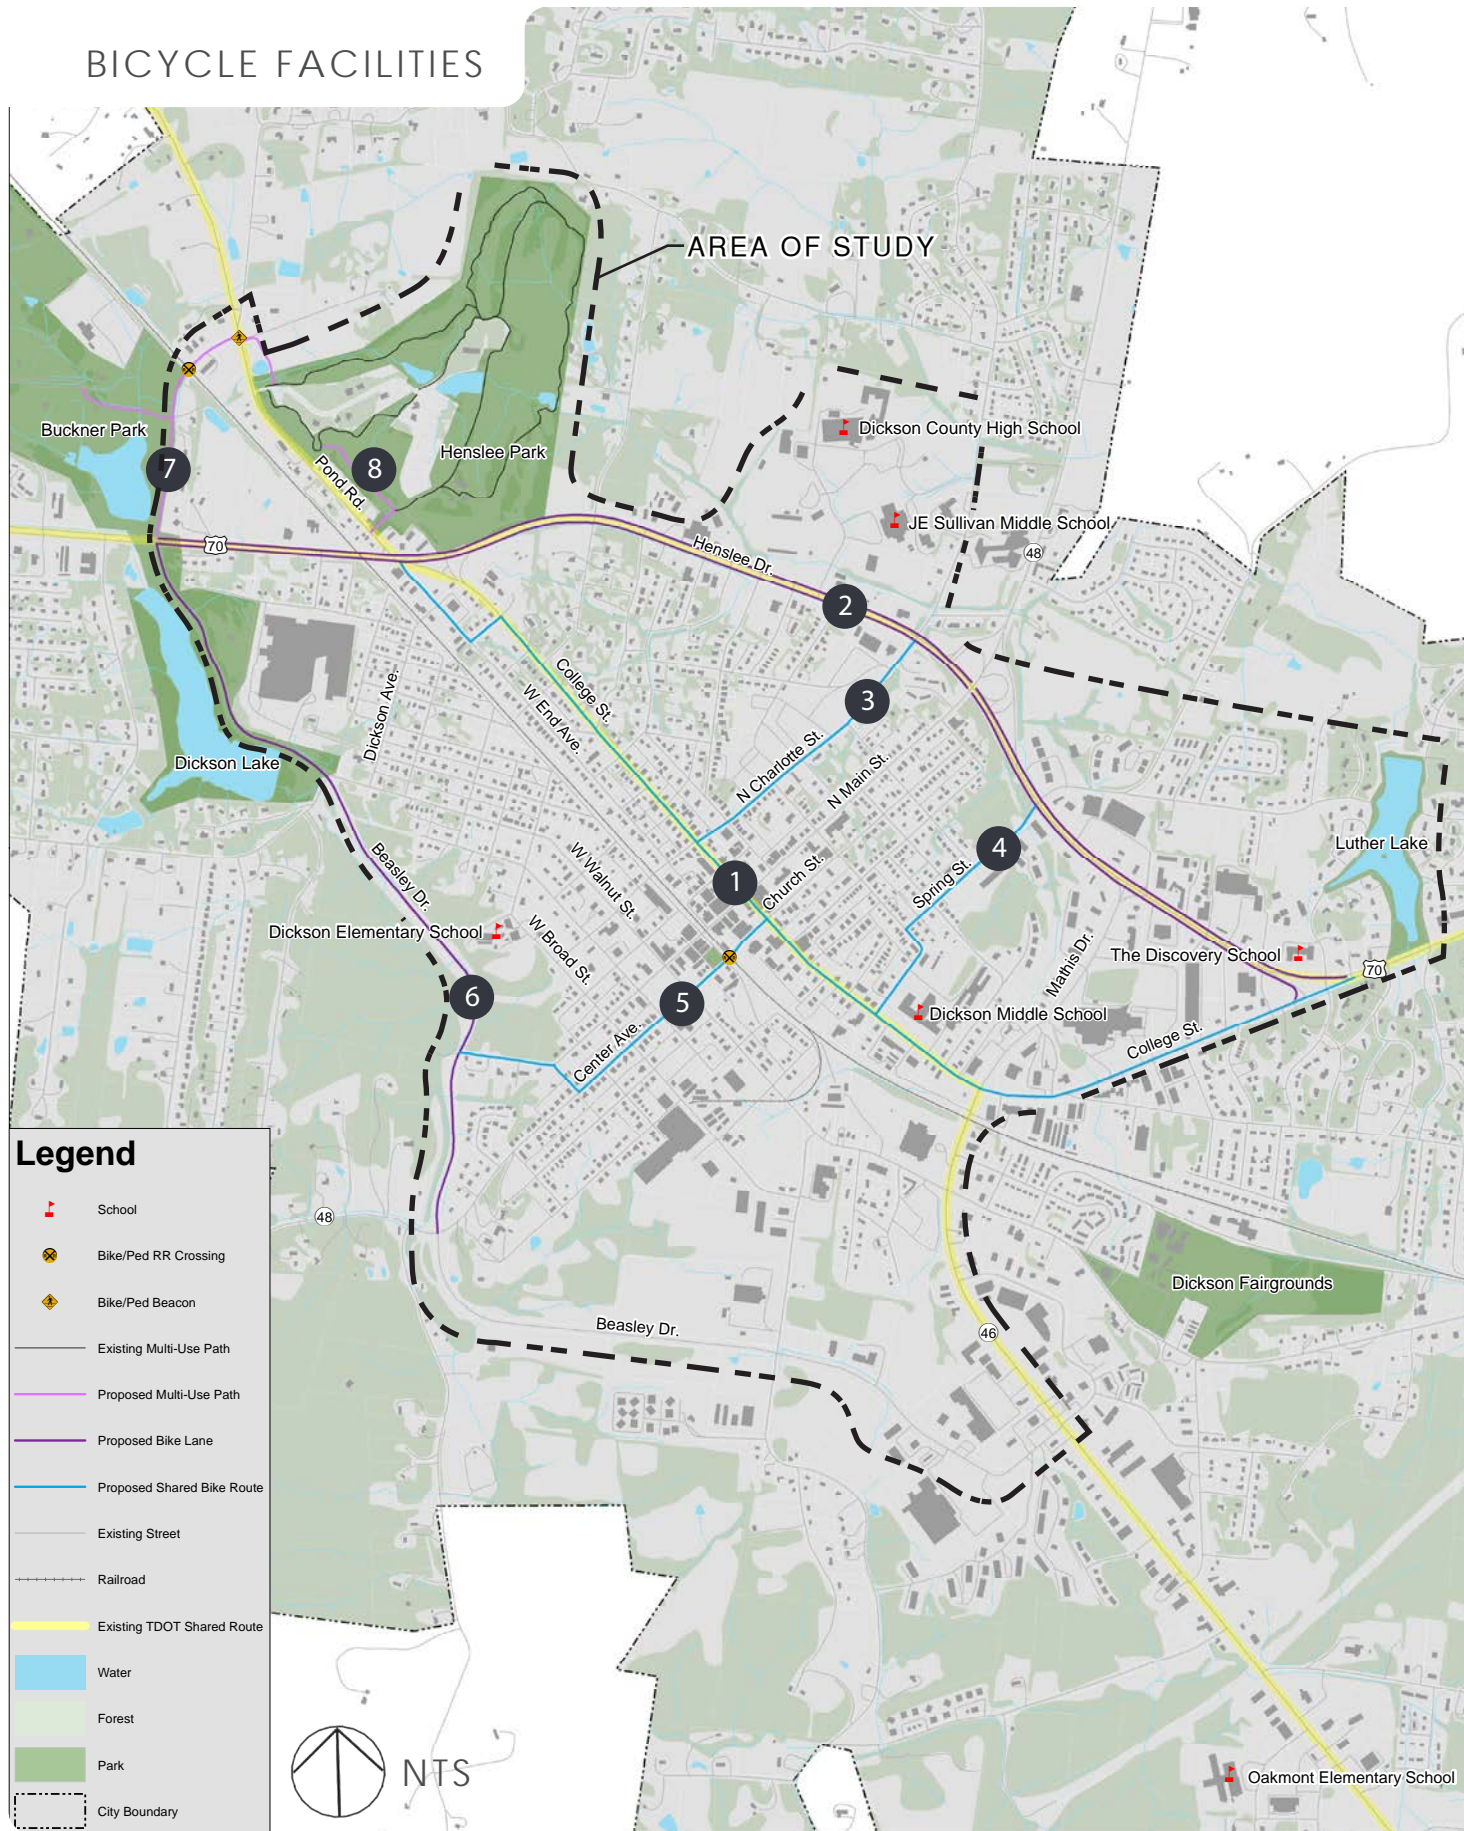 BICYCLE FACILITIES
AREA OF STUDY
Dickson County High School
Buckner Park
Henslee Park
7
8
Pond Rd.
JE Sullivan Middle School
70
Henslee Dr.
48
2
College St.
W End Ave.
Dickson Ave.
3
N Charlotte St.
N Main St.
Dickson Lake
Luther Lake
Beasley Dr.
W Walnut St.
1
Church St.
4
Spring St.
Dickson Elementary School
W Broad St.
Mathis Dr.
The Discovery School
70
6
5
Dickson Middle School
Center Ave.
College St.
Legend
School
48
Bike/Ped RR Crossing
Dickson Fairgrounds
Bike/Ped Beacon
Beasley Dr.
46
Existing Multi-Use Path
Proposed Multi-Use Path
Proposed Bike Lane
Proposed Shared Bike Route
Existing Street
Railroad
Existing TDOT Shared Route
Water
Forest
Park
City Boundary
NTS
Oakmont Elementary School